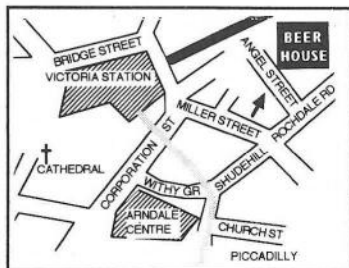 BEER
HOUSE
BRIDGE STREET
ANGEL STREET
VICTORIA STATION
MILLER STREET
ROCHDALE RD
CORPORATION ST
CATHEDRAL
WITHY GR
SHUDEHILL
ARNDALE
CENTRE
CHURCH ST
PICCADILLY